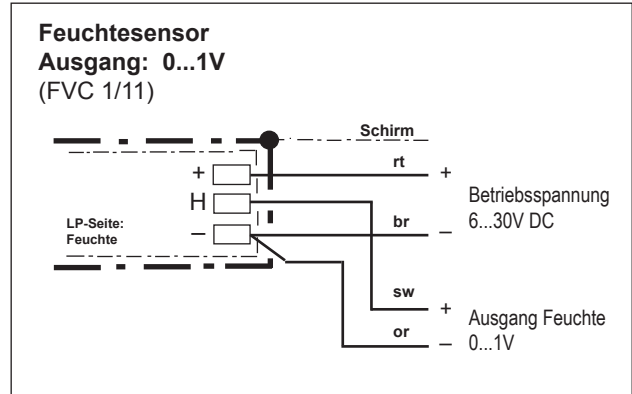 Feuchtesensor
Ausgang: 0...1V
(FVC 1/11)
Schirm
rt
+
+
Betriebsspannung
6...30V DC
H
LP-Seite:
Feuchte
–
br
–
sw
+
Ausgang Feuchte
0...1V
or
–